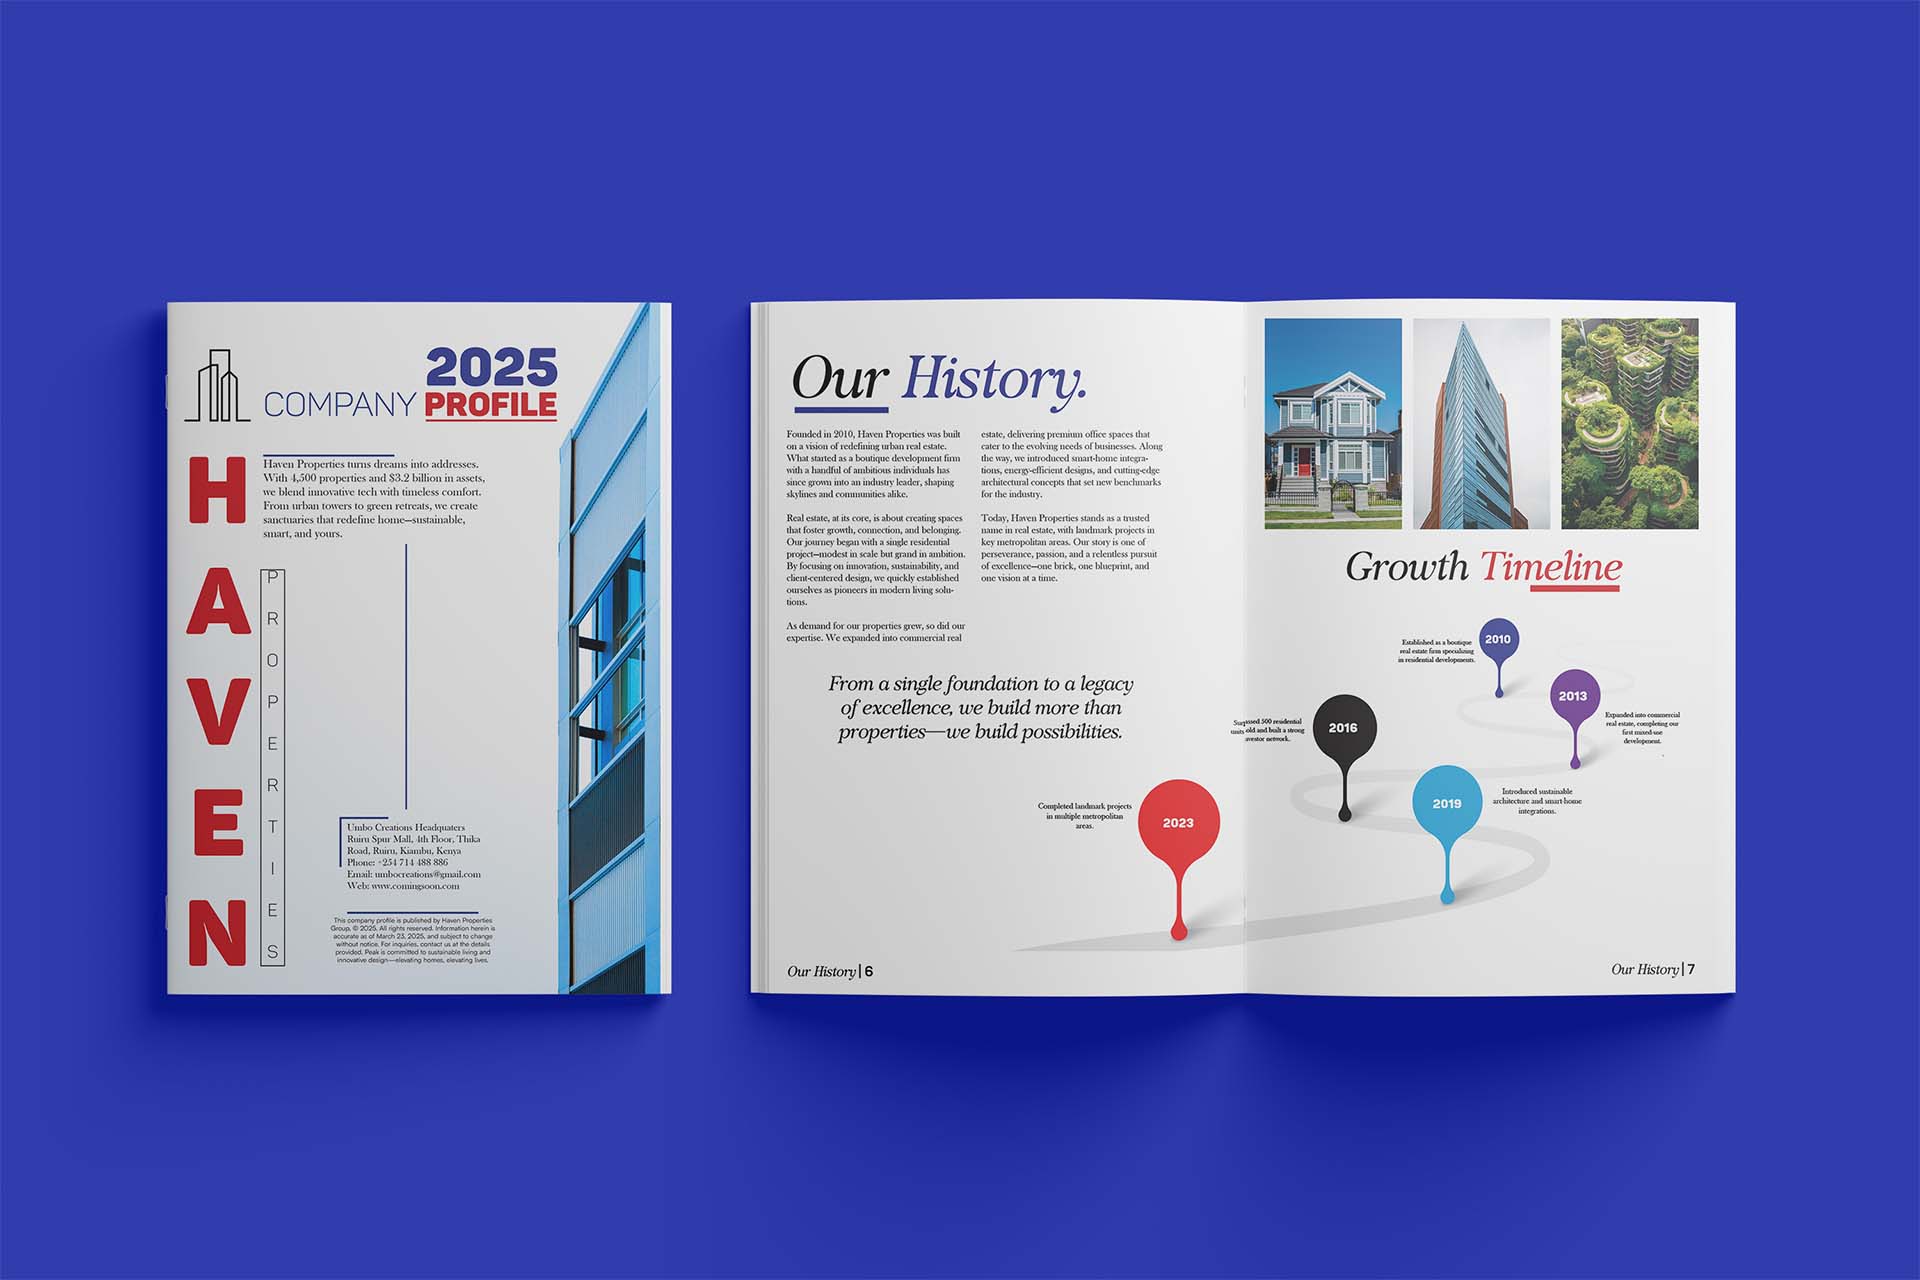 2025
COMPANY PROFILE
HAVEN
PROPERTIES
Haven Properties turns dreams into addresses.
With 4,500 properties and $3.2 billion in assets,
we blend innovative tech with timeless comfort.
From urban towers to green retreats, we create
sanctuaries that redefine home—sustainable,
smart, and yours.
Umbo Creations Headquaters
Ruiru Spur Mall, 4th Floor, Thika
Road, Ruiru, Kiambu, Kenya
Phone: +254 714 488 886
Email: umbocreations@gmail.com
Web: www.comingsoon.com
This company profile is published by Haven Properties
Group, © 2025. All rights reserved. Information herein is
accurate as of March 23, 2025, and subject to change
without notice. For inquiries, contact us at the details
provided. Peak is committed to sustainable living and
innovative design—elevating homes, elevating lives.
Our History.
Founded in 2010, Haven Properties was built
on a vision of redefining urban real estate.
What started as a boutique development firm
with a handful of ambitious individuals has
since grown into an industry leader, shaping
skylines and communities alike.
Real estate, at its core, is about creating spaces
that foster growth, connection, and belonging.
Our journey began with a single residential
project—modest in scale but grand in ambition.
By focusing on innovation, sustainability, and
client-centered design, we quickly established
ourselves as pioneers in modern living solu-
tions.
As demand for our properties grew, so did our
expertise. We expanded into commercial real
estate, delivering premium office spaces that
cater to the evolving needs of businesses. Along
the way, we introduced smart-home integra-
tions, energy-efficient designs, and cutting-edge
architectural concepts that set new benchmarks
for the industry.
Today, Haven Properties stands as a trusted
name in real estate, with landmark projects in
key metropolitan areas. Our story is one of
perseverance, passion, and a relentless pursuit
of excellence—one brick, one blueprint, and
one vision at a time.
From a single foundation to a legacy
of excellence, we build more than
properties—we build possibilities.
Completed landmark projects
in multiple metropolitan
areas.
2023
Our History | 6
Growth Timeline
2010
Established as a boutique
real estate firm specializing
in residential developments.
2013
Expanded into commercial
real estate, completing our
first mixed-use
development.
2016
500 residential
units and built a strong
network.
2019
Introduced sustainable
architecture and smart-home
integrations.
Our History | 7